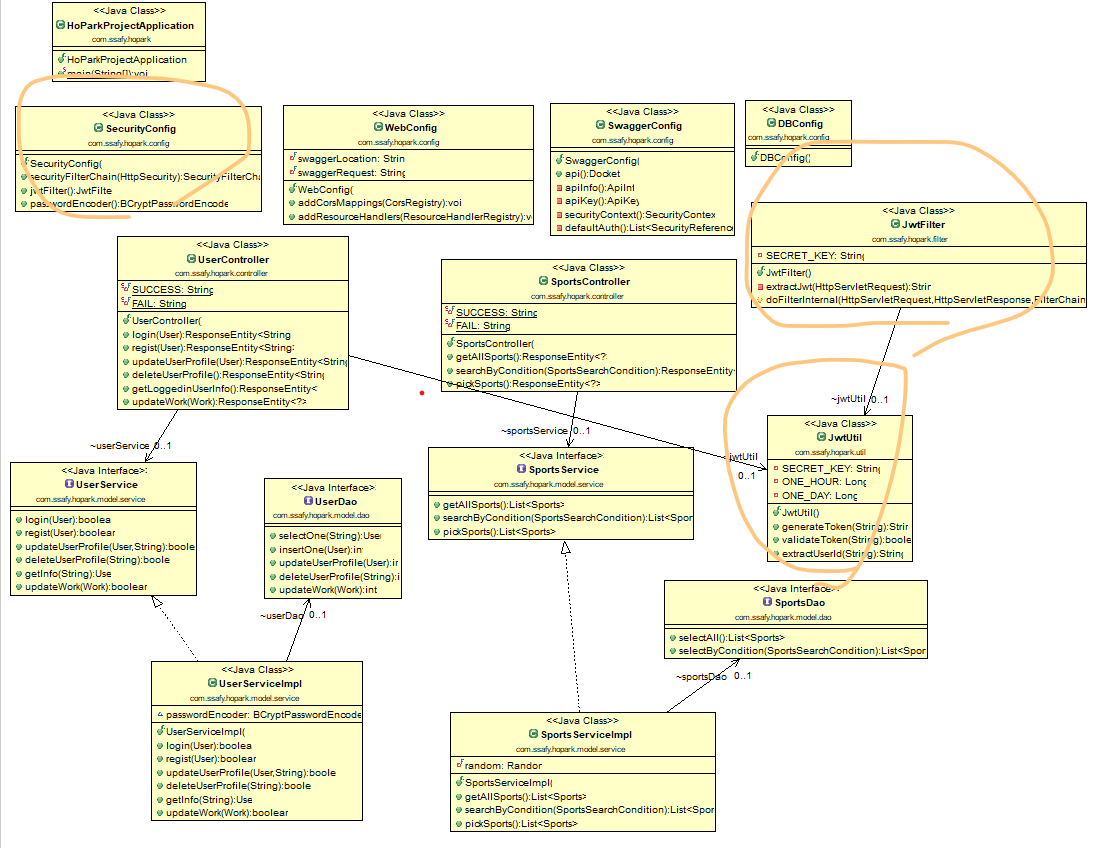 <<Java Class>>
HoParkProjectApplication
com.ssafy.hopark
HoParkProjectApplication
main(String[]):voi
<<Java Class>>
SecurityConfig
com.ssafy.hopark.config
SecurityConfig(
securityFilterChain(HttpSecurity):SecurityFilterCha
jwtFilter():JwtFilte
passwordEncoder():BCryptPasswordEncode
<<Java Class>>
WebConfig
com.ssafy.hopark.config
swaggerLocation: Strin
swaggerRequest: String
WebConfig(
addCorsMappings(CorsRegistry):voi
addResourceHandlers(ResourceHandlerRegistry):v
<<Java Class>>
SwaggerConfig
com.ssafy.hopark.config
SwaggerConfig(
api():Docket
apiInfo():ApiInf
apiKey():ApiKey
securityContext():SecurityContex
defaultAuth():List<SecurityReference
<<Java Class>>
DBConfig
com.ssafy.hopark.config
DBConfig()
<<Java Class>>
JwtFilter
com.ssafy.hopark.filter
SECRET_KEY: String
JwtFilter()
extractJwt(HttpServletRequest):Strin
doFilterInternal(HttpServletRequest,HttpServletResponse,FilterChain
<<Java Class>>
UserController
com.ssafy.hopark.controller
SUCCESS: String
FAIL: String
UserController(
login(User):ResponseEntity<String
regist(User):ResponseEntity<String>
updateUserProfile(User):ResponseEntity<String
deleteUserProfile():ResponseEntity<String
getLoggedinUserInfo():ResponseEntity<
updateWork(Work):ResponseEntity<?>
<<Java Class>>
SportsController
com.ssafy.hopark.controller
SUCCESS: String
FAIL: String
SportsController(
getAllSports():ResponseEntity<?
searchByCondition(SportsSearchCondition):ResponseEntity
pickSports():ResponseEntity<?>
~jwtUtil 0..1
~userService 0..1
~sportsService 0..1
jwtUtil
0..1
<<Java Class>>
JwtUtil
com.ssafy.hopark.util
SECRET_KEY: String
ONE_HOUR: Long
ONE_DAY: Long
JwtUtil()
generateToken(String):Strin
validateToken(String):boole
extractUserId(String):String
<<Java Interface>>
UserService
com.ssafy.hopark.model.service
login(User):boolea
regist(User):boolear
updateUserProfile(User,String):boole
deleteUserProfile(String):boole
getInfo(String):Use
updateWork(Work):boolear
<<Java Interface>>
UserDao
com.ssafy.hopark.model.dao
selectOne(String):User
insertOne(User):int
updateUserProfile(User):ir
deleteUserProfile(String):i
updateWork(Work):int
<<Java Interface>>
SportsService
com.ssafy.hopark.model.service
getAllSports():List<Sports>
searchByCondition(SportsSearchCondition):List<Spor
pickSports():List<Sports>
<<Java Interface>>
SportsDao
com.ssafy.hopark.model.dao
selectAll():List<Sports>
selectByCondition(SportsSearchCondition):List<Spor
~userDao 0..1
~sportsDao 0..1
<<Java Class>>
UserServiceImpl
com.ssafy.hopark.model.service
passwordEncoder: BCryptPasswordEncode
UserServiceImpl(
login(User):boolea
regist(User):boolear
updateUserProfile(User,String):boole
deleteUserProfile(String):boole
getInfo(String):Use
updateWork(Work):boolear
<<Java Class>>
SportsServiceImpl
com.ssafy.hopark.model.service
random: Randor
SportsServiceImpl(
getAllSports():List<Sports>
searchByCondition(SportsSearchCondition):List<Spor
pickSports():List<Sports>